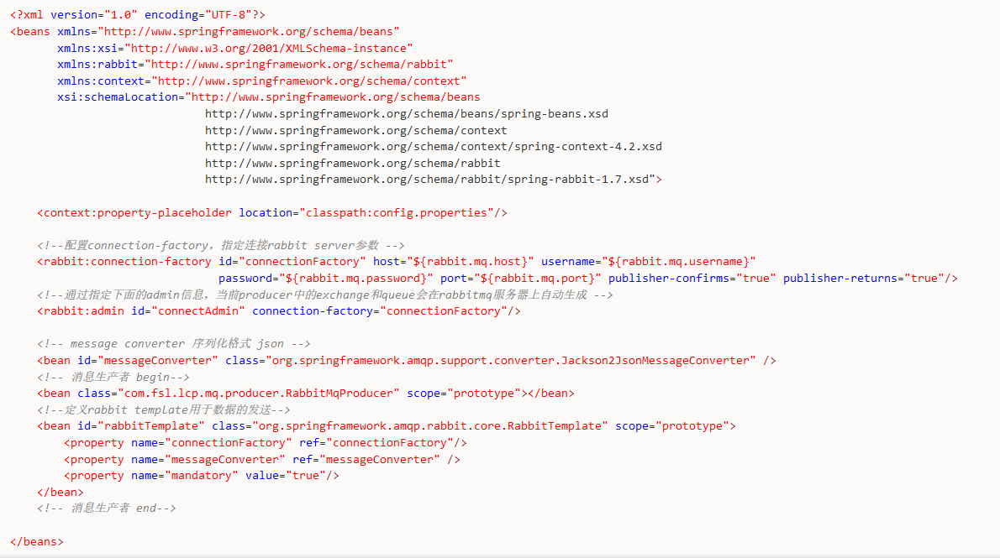 <?xml version="1.0" encoding="UTF-8"?>
<beans xmlns="http://www.springframework.org/schema/beans"
       xmlns:xsi="http://www.w3.org/2001/XMLSchema-instance"
       xmlns:rabbit="http://www.springframework.org/schema/rabbit"
       xmlns:context="http://www.springframework.org/schema/context"
       xsi:schemaLocation="http://www.springframework.org/schema/beans
                             http://www.springframework.org/schema/beans/spring-beans.xsd
                             http://www.springframework.org/schema/context
                             http://www.springframework.org/schema/context/spring-context-4.2.xsd
                             http://www.springframework.org/schema/rabbit
                             http://www.springframework.org/schema/rabbit/spring-rabbit-1.7.xsd">

    <context:property-placeholder location="classpath:config.properties"/>

    <!--配置connection-factory，指定连接rabbit server参数 -->
    <rabbit:connection-factory id="connectionFactory" host="${rabbit.mq.host}" username="${rabbit.mq.username}"
                               password="${rabbit.mq.password}" port="${rabbit.mq.port}" publisher-confirms="true" publisher-returns="true"/>
    <!--通过指定下面的admin信息，当前producer中的exchange和queue会在rabbitmq服务器上自动生成 -->
    <rabbit:admin id="connectAdmin" connection-factory="connectionFactory"/>

    <!-- message converter 序列化格式 json -->
    <bean id="messageConverter" class="org.springframework.amqp.support.converter.Jackson2JsonMessageConverter" />
    <!-- 消息生产者 begin-->
    <bean class="com.fsl.lcp.mq.producer.RabbitMqProducer" scope="prototype"></bean>
    <!--定义rabbit template用于数据的发送-->
    <bean id="rabbitTemplate" class="org.springframework.amqp.rabbit.core.RabbitTemplate" scope="prototype">
        <property name="connectionFactory" ref="connectionFactory"/>
        <property name="messageConverter" ref="messageConverter" />
        <property name="mandatory" value="true"/>
    </bean>
    <!-- 消息生产者 end-->

</beans>